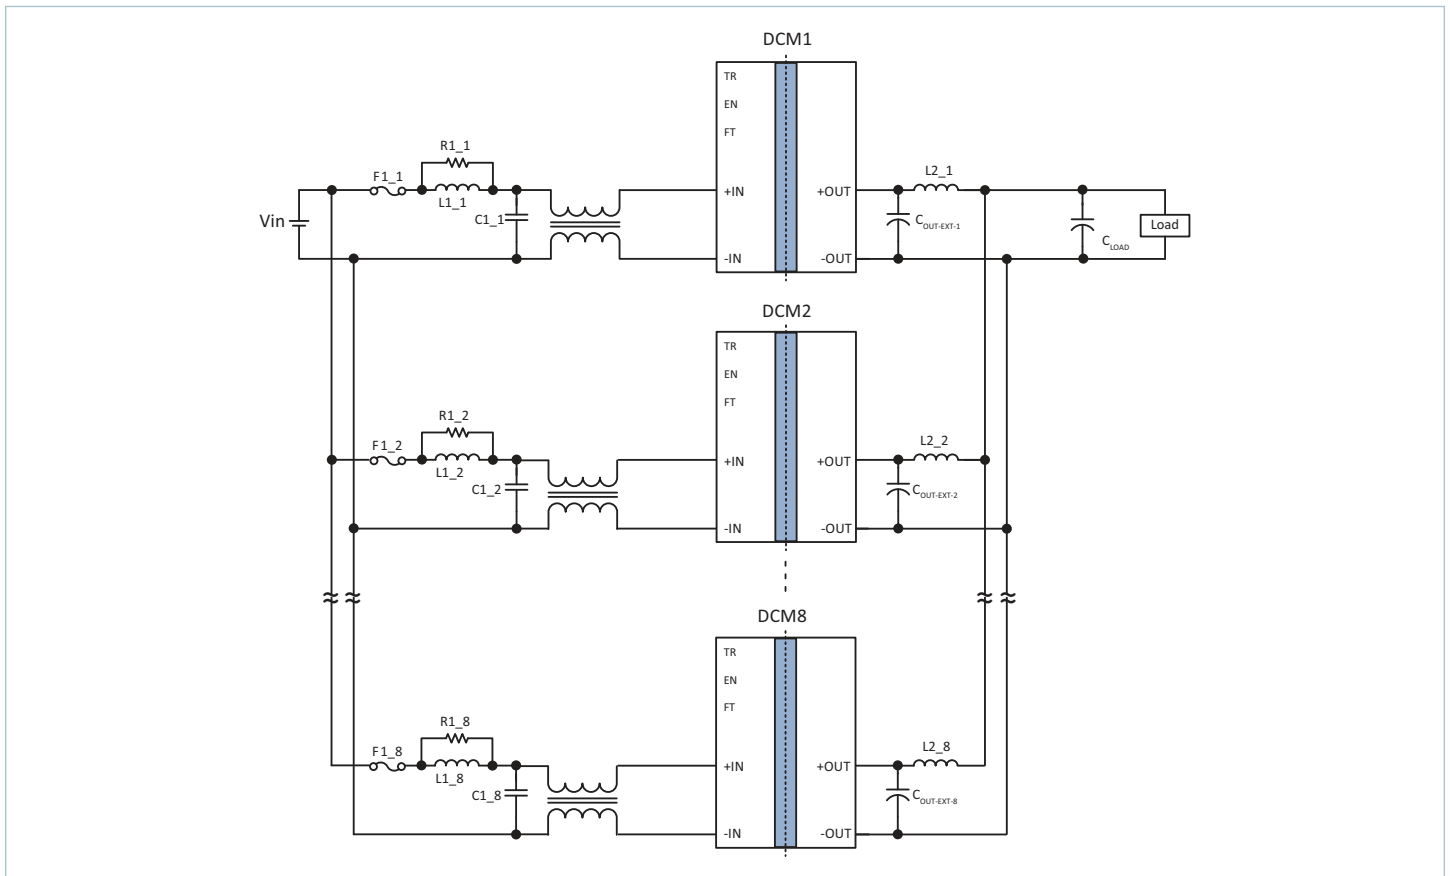 DCM1
TR
EN
FT
R1_1
F1_1
L1_1
C1_1
Vin
+IN
-IN
+OUT
-OUT
L2_1
COUT-EXT-1
CLOAD
Load
DCM2
TR
EN
FT
R1_2
F1_2
L1_2
C1_2
+IN
-IN
+OUT
-OUT
L2_2
COUT-EXT-2
DCM8
TR
EN
FT
R1_8
F1_8
L1_8
C1_8
+IN
-IN
+OUT
-OUT
L2_8
COUT-EXT-8